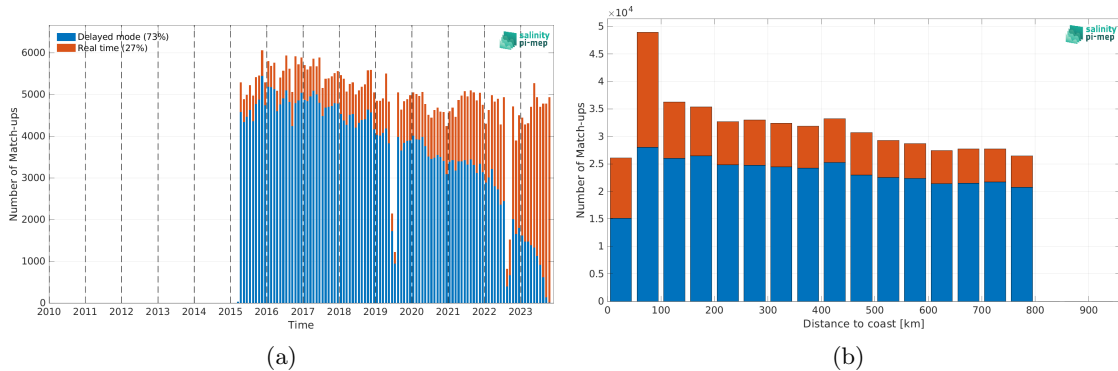 Delayed mode (73%)
Real time (27%)
salinity
pi-mep
Number of Match-ups
6000
5000
4000
3000
2000
1000
0
2010 2011 2012 2013 2014 2015 2016 2017 2018 2019 2020 2021 2022 2023
Time
(a)
×10⁴
salinity
pi-mep
Number of Match-ups
5
4.5
4
3.5
3
2.5
2
1.5
1
0.5
0
0 100 200 300 400 500 600 700 800 900
Distance to coast [km]
(b)